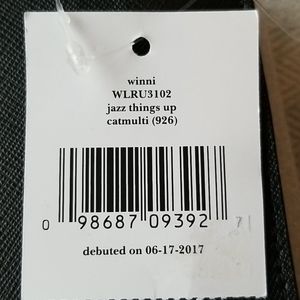 winni
WLRU3102
jazz things up
catmulti (926)
0 98687 09392 7
debuted on 06-17-2017